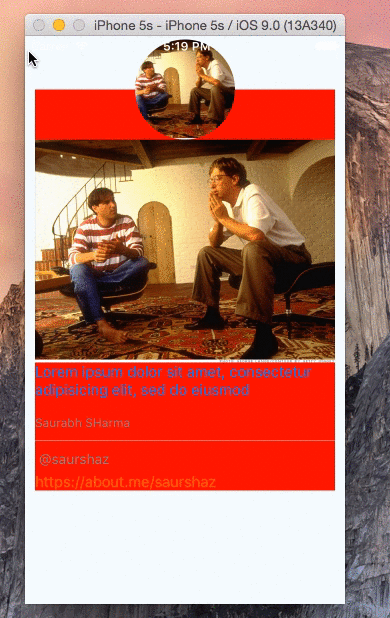 iPhone 5s - iPhone 5s / iOS 9.0 (13A340)
5:19 PM
Lorem ipsum dolor sit amet, consectetur
adipisicing elit, sed do eiusmod
Saurabh SHarma
@saurshaz
https://about.me/saurshaz